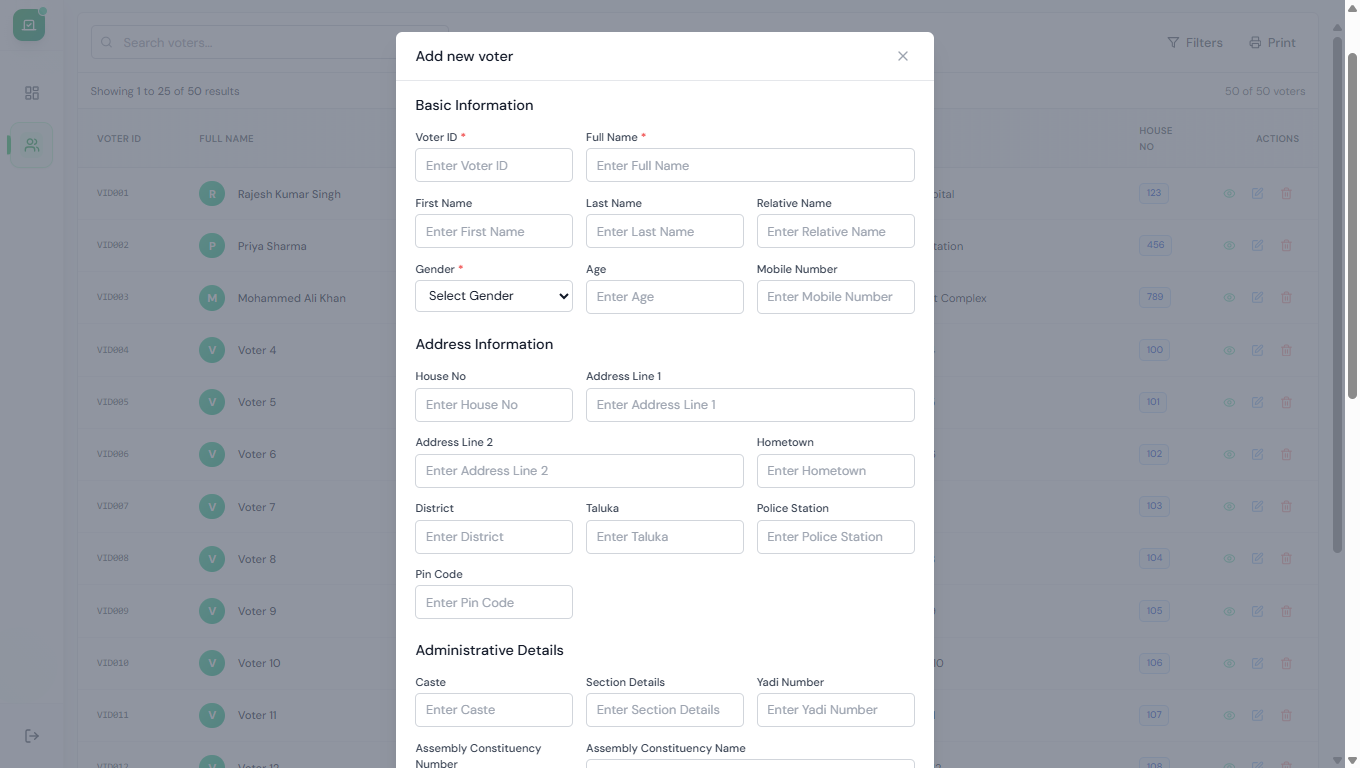 Search voters...
Filters
Print
Showing 1 to 25 of 50 results
50 of 50 voters
VOTER ID
FULL NAME
HOUSE
NO
ACTIONS
VID001
R
Rajesh Kumar Singh
123
VID002
P
Priya Sharma
456
VID003
M
Mohammed Ali Khan
Complex
789
VID004
V
Voter 4
100
VID005
V
Voter 5
101
VID006
V
Voter 6
102
VID007
V
Voter 7
103
VID008
V
Voter 8
104
VID009
V
Voter 9
105
VID010
V
Voter 10
106
VID011
V
Voter 11
107
Add new voter
Basic Information
Voter ID *
Full Name *
Enter Voter ID
Enter Full Name
First Name
Last Name
Relative Name
Enter First Name
Enter Last Name
Enter Relative Name
Gender *
Age
Mobile Number
Select Gender
Enter Age
Enter Mobile Number
Address Information
House No
Address Line 1
Enter House No
Enter Address Line 1
Address Line 2
Hometown
Enter Address Line 2
Enter Hometown
District
Taluka
Police Station
Enter District
Enter Taluka
Enter Police Station
Pin Code
Enter Pin Code
Administrative Details
Caste
Section Details
Yadi Number
Enter Caste
Enter Section Details
Enter Yadi Number
Assembly Constituency
Number
Assembly Constituency Name